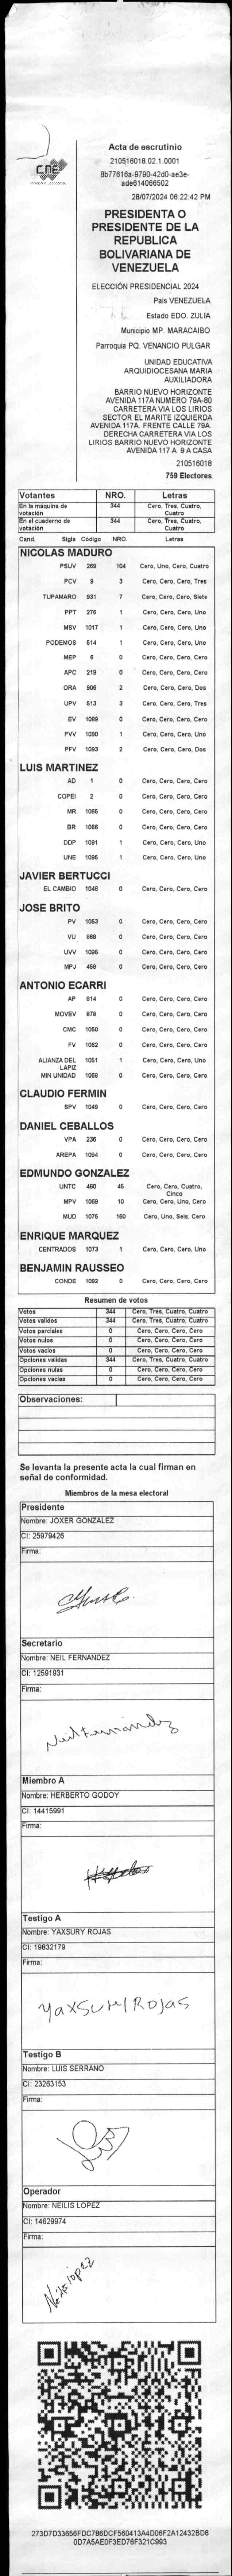 CNE
Acta de escrutinio
210516018.02.1.0001
8b77616a-9790-42d0-ae3e-
ade614066502
28/07/2024 06:22:42 PM
PRESIDENTA O
PRESIDENTE DE LA
REPUBLICA
BOLIVARIANA DE
VENEZUELA
ELECCIÓN PRESIDENCIAL 2024
País VENEZUELA
Estado EDO. ZULIA
Municipio MP. MARACAIBO
Parroquia PQ. VENANCIO PULGAR
UNIDAD EDUCATIVA
ARQUIDIOCESANA MARIA
AUXILIADORA
BARRIO NUEVO HORIZONTE
AVENIDA 117A NUMERO 79A-80
CARRETERA VIA LOS LIRIOS
SECTOR EL MARITE IZQUIERDA
AVENIDA 117A. FRENTE CALLE 79A.
DERECHA CARRETERA VIA LOS
LIRIOS BARRIO NUEVO HORIZONTE
AVENIDA 117 A 9 A CASA
210516018
759 Electores
Votantes NRO. Letras
En la máquina de votación 344 Cero, Tres, Cuatro, Cuatro
En el cuaderno de votación 344 Cero, Tres, Cuatro, Cuatro
Cand. Sigla Código NRO. Letras
NICOLAS MADURO
PSUV 269 104 Cero, Uno, Cero, Cuatro
PCV 9 3 Cero, Cero, Cero, Tres
TUPAMARO 931 7 Cero, Cero, Cero, Siete
PPT 276 1 Cero, Cero, Cero, Uno
MSV 1017 1 Cero, Cero, Cero, Uno
PODEMOS 514 1 Cero, Cero, Cero, Uno
MEP 6 0 Cero, Cero, Cero, Cero
APC 219 0 Cero, Cero, Cero, Cero
ORA 906 2 Cero, Cero, Cero, Dos
UPV 513 3 Cero, Cero, Cero, Tres
EV 1089 0 Cero, Cero, Cero, Cero
PVV 1090 1 Cero, Cero, Cero, Uno
PFV 1093 2 Cero, Cero, Cero, Dos
LUIS MARTINEZ
AD 1 0 Cero, Cero, Cero, Cero
COPEI 2 0 Cero, Cero, Cero, Cero
MR 1065 0 Cero, Cero, Cero, Cero
BR 1066 0 Cero, Cero, Cero, Cero
DDP 1091 1 Cero, Cero, Cero, Uno
UNE 1095 1 Cero, Cero, Cero, Uno
JAVIER BERTUCCI
EL CAMBIO 1048 0 Cero, Cero, Cero, Cero
JOSE BRITO
PV 1053 0 Cero, Cero, Cero, Cero
VU 868 0 Cero, Cero, Cero, Cero
UVV 1096 0 Cero, Cero, Cero, Cero
MPJ 458 0 Cero, Cero, Cero, Cero
ANTONIO ECARRI
AP 814 0 Cero, Cero, Cero, Cero
MOVEV 878 0 Cero, Cero, Cero, Cero
CMC 1050 0 Cero, Cero, Cero, Cero
FV 1062 0 Cero, Cero, Cero, Cero
ALIANZA DEL LAPIZ 1051 1 Cero, Cero, Cero, Uno
MIN UNIDAD 1068 0 Cero, Cero, Cero, Cero
CLAUDIO FERMIN
SPV 1049 0 Cero, Cero, Cero, Cero
DANIEL CEBALLOS
VPA 236 0 Cero, Cero, Cero, Cero
AREPA 1094 0 Cero, Cero, Cero, Cero
EDMUNDO GONZALEZ
UNTC 460 45 Cero, Cero, Cuatro, Cinco
MPV 1069 10 Cero, Cero, Uno, Cero
MUD 1075 160 Cero, Uno, Seis, Cero
ENRIQUE MARQUEZ
CENTRADOS 1073 1 Cero, Cero, Cero, Uno
BENJAMIN RAUSSEO
CONDE 1092 0 Cero, Cero, Cero, Cero
Resumen de votos
Votos 344 Cero, Tres, Cuatro, Cuatro
Votos validos 344 Cero, Tres, Cuatro, Cuatro
Votos parciales 0 Cero, Cero, Cero, Cero
Votos nulos 0 Cero, Cero, Cero, Cero
Votos vacios 0 Cero, Cero, Cero, Cero
Opciones validas 344 Cero, Tres, Cuatro, Cuatro
Opciones nulas 0 Cero, Cero, Cero, Cero
Opciones vacias 0 Cero, Cero, Cero, Cero
Observaciones:
Se levanta la presente acta la cual firman en
señal de conformidad.
Miembros de la mesa electoral
Presidente
Nombre: JOXER GONZALEZ
CI: 25979426
Firma:
Secretario
Nombre: NEIL FERNANDEZ
CI: 12591931
Firma:
Neil Fernández
Miembro A
Nombre: HERBERTO GODOY
CI: 14415991
Firma:
Testigo A
Nombre: YAXSURY ROJAS
CI: 19832179
Firma:
YaxsuryRojas
Testigo B
Nombre: LUIS SERRANO
CI: 23263153
Firma:
Operador
Nombre: NEILIS LOPEZ
CI: 14629974
Firma:
273D7D33656FDC786DCF560413A4D06F2A12432BD8
0D7A5AE0F3ED76F321C993